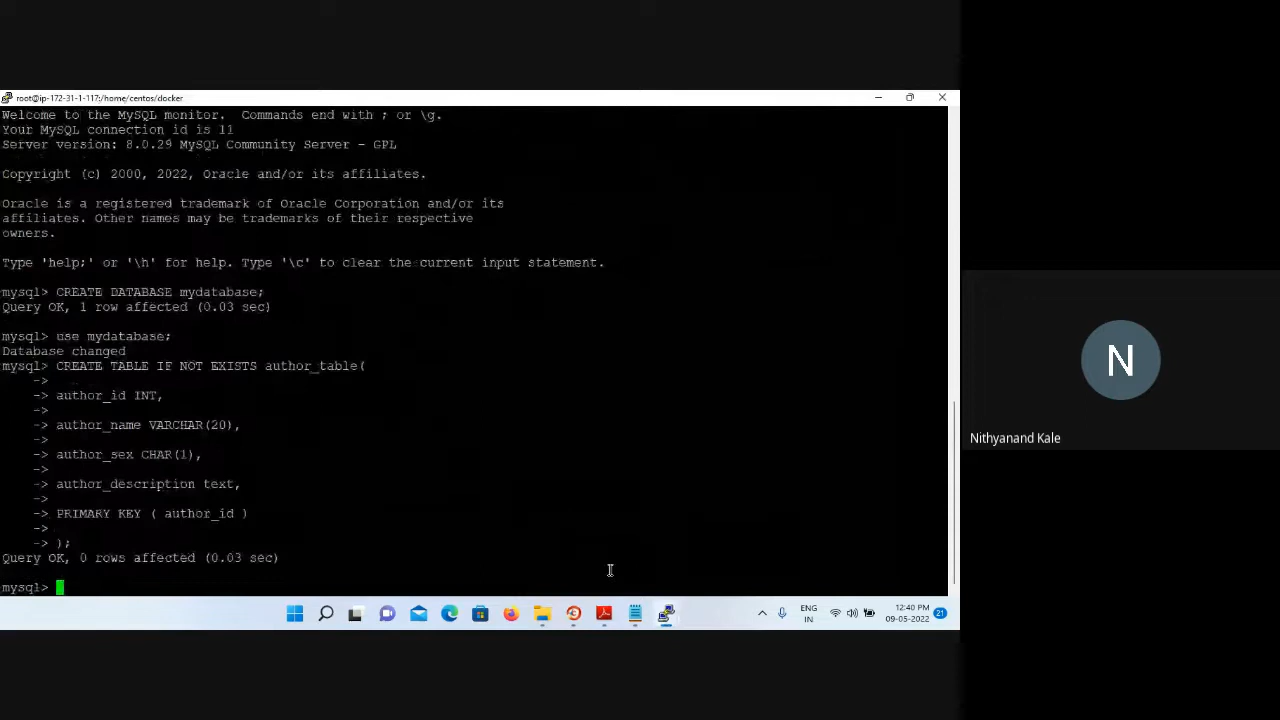 root@ip-172-31-1-117:/home/centos/docker
Welcome to the MySQL monitor.  Commands end with ; or \g.
Your MySQL connection id is 11
Server version: 8.0.29 MySQL Community Server - GPL
Copyright (c) 2000, 2022, Oracle and/or its affiliates.
Oracle is a registered trademark of Oracle Corporation and/or its
affiliates. Other names may be trademarks of their respective
owners.
Type 'help;' or '\h' for help. Type '\c' to clear the current input statement.
mysql> CREATE DATABASE mydatabase;
Query OK, 1 row affected (0.03 sec)
mysql> use mydatabase;
Database changed
mysql> CREATE TABLE IF NOT EXISTS author_table(
    ->
    -> author_id INT,
    ->
    -> author_name VARCHAR(20),
    ->
    -> author_sex CHAR(1),
    ->
    -> author_description text,
    ->
    -> PRIMARY KEY ( author_id )
    ->
    -> );
Query OK, 0 rows affected (0.03 sec)
mysql>
N
Nithyanand Kale
ENG
IN
12:40 PM
09-05-2022
21